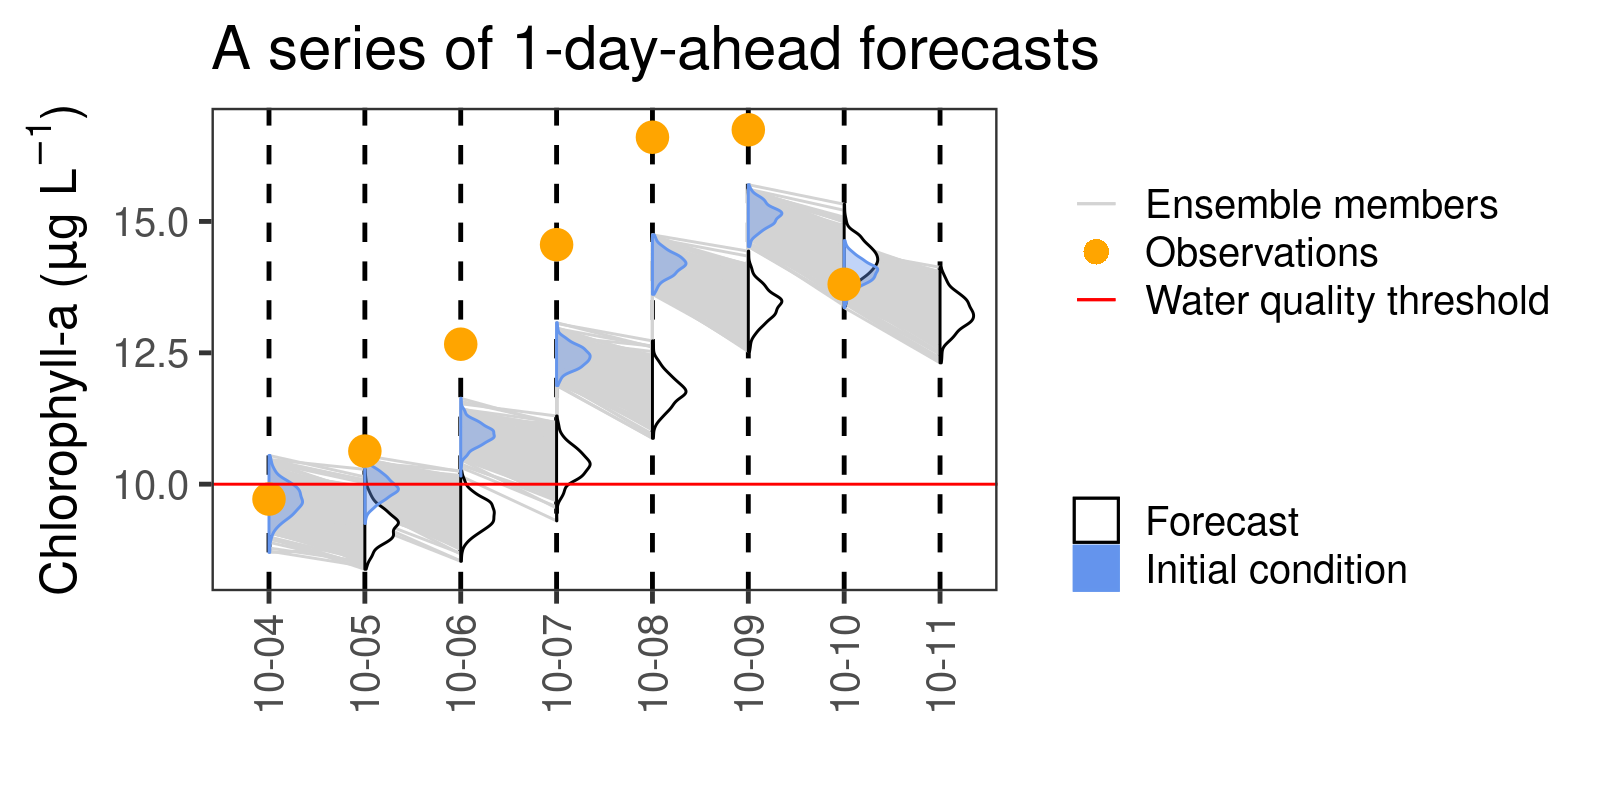 A series of 1-day-ahead forecasts
Chlorophyll-a (µg L⁻¹)
15.0
12.5
10.0
10-04
10-05
10-06
10-07
10-08
10-09
10-10
10-11
Ensemble members
Observations
Water quality threshold
Forecast
Initial condition